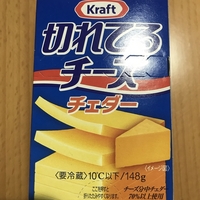 Kraft
切れてる
チーズ
チェダー
(イメージ図)
〈要冷蔵〉10℃以下/148g
チーズ分中チェダー
70%以上使用